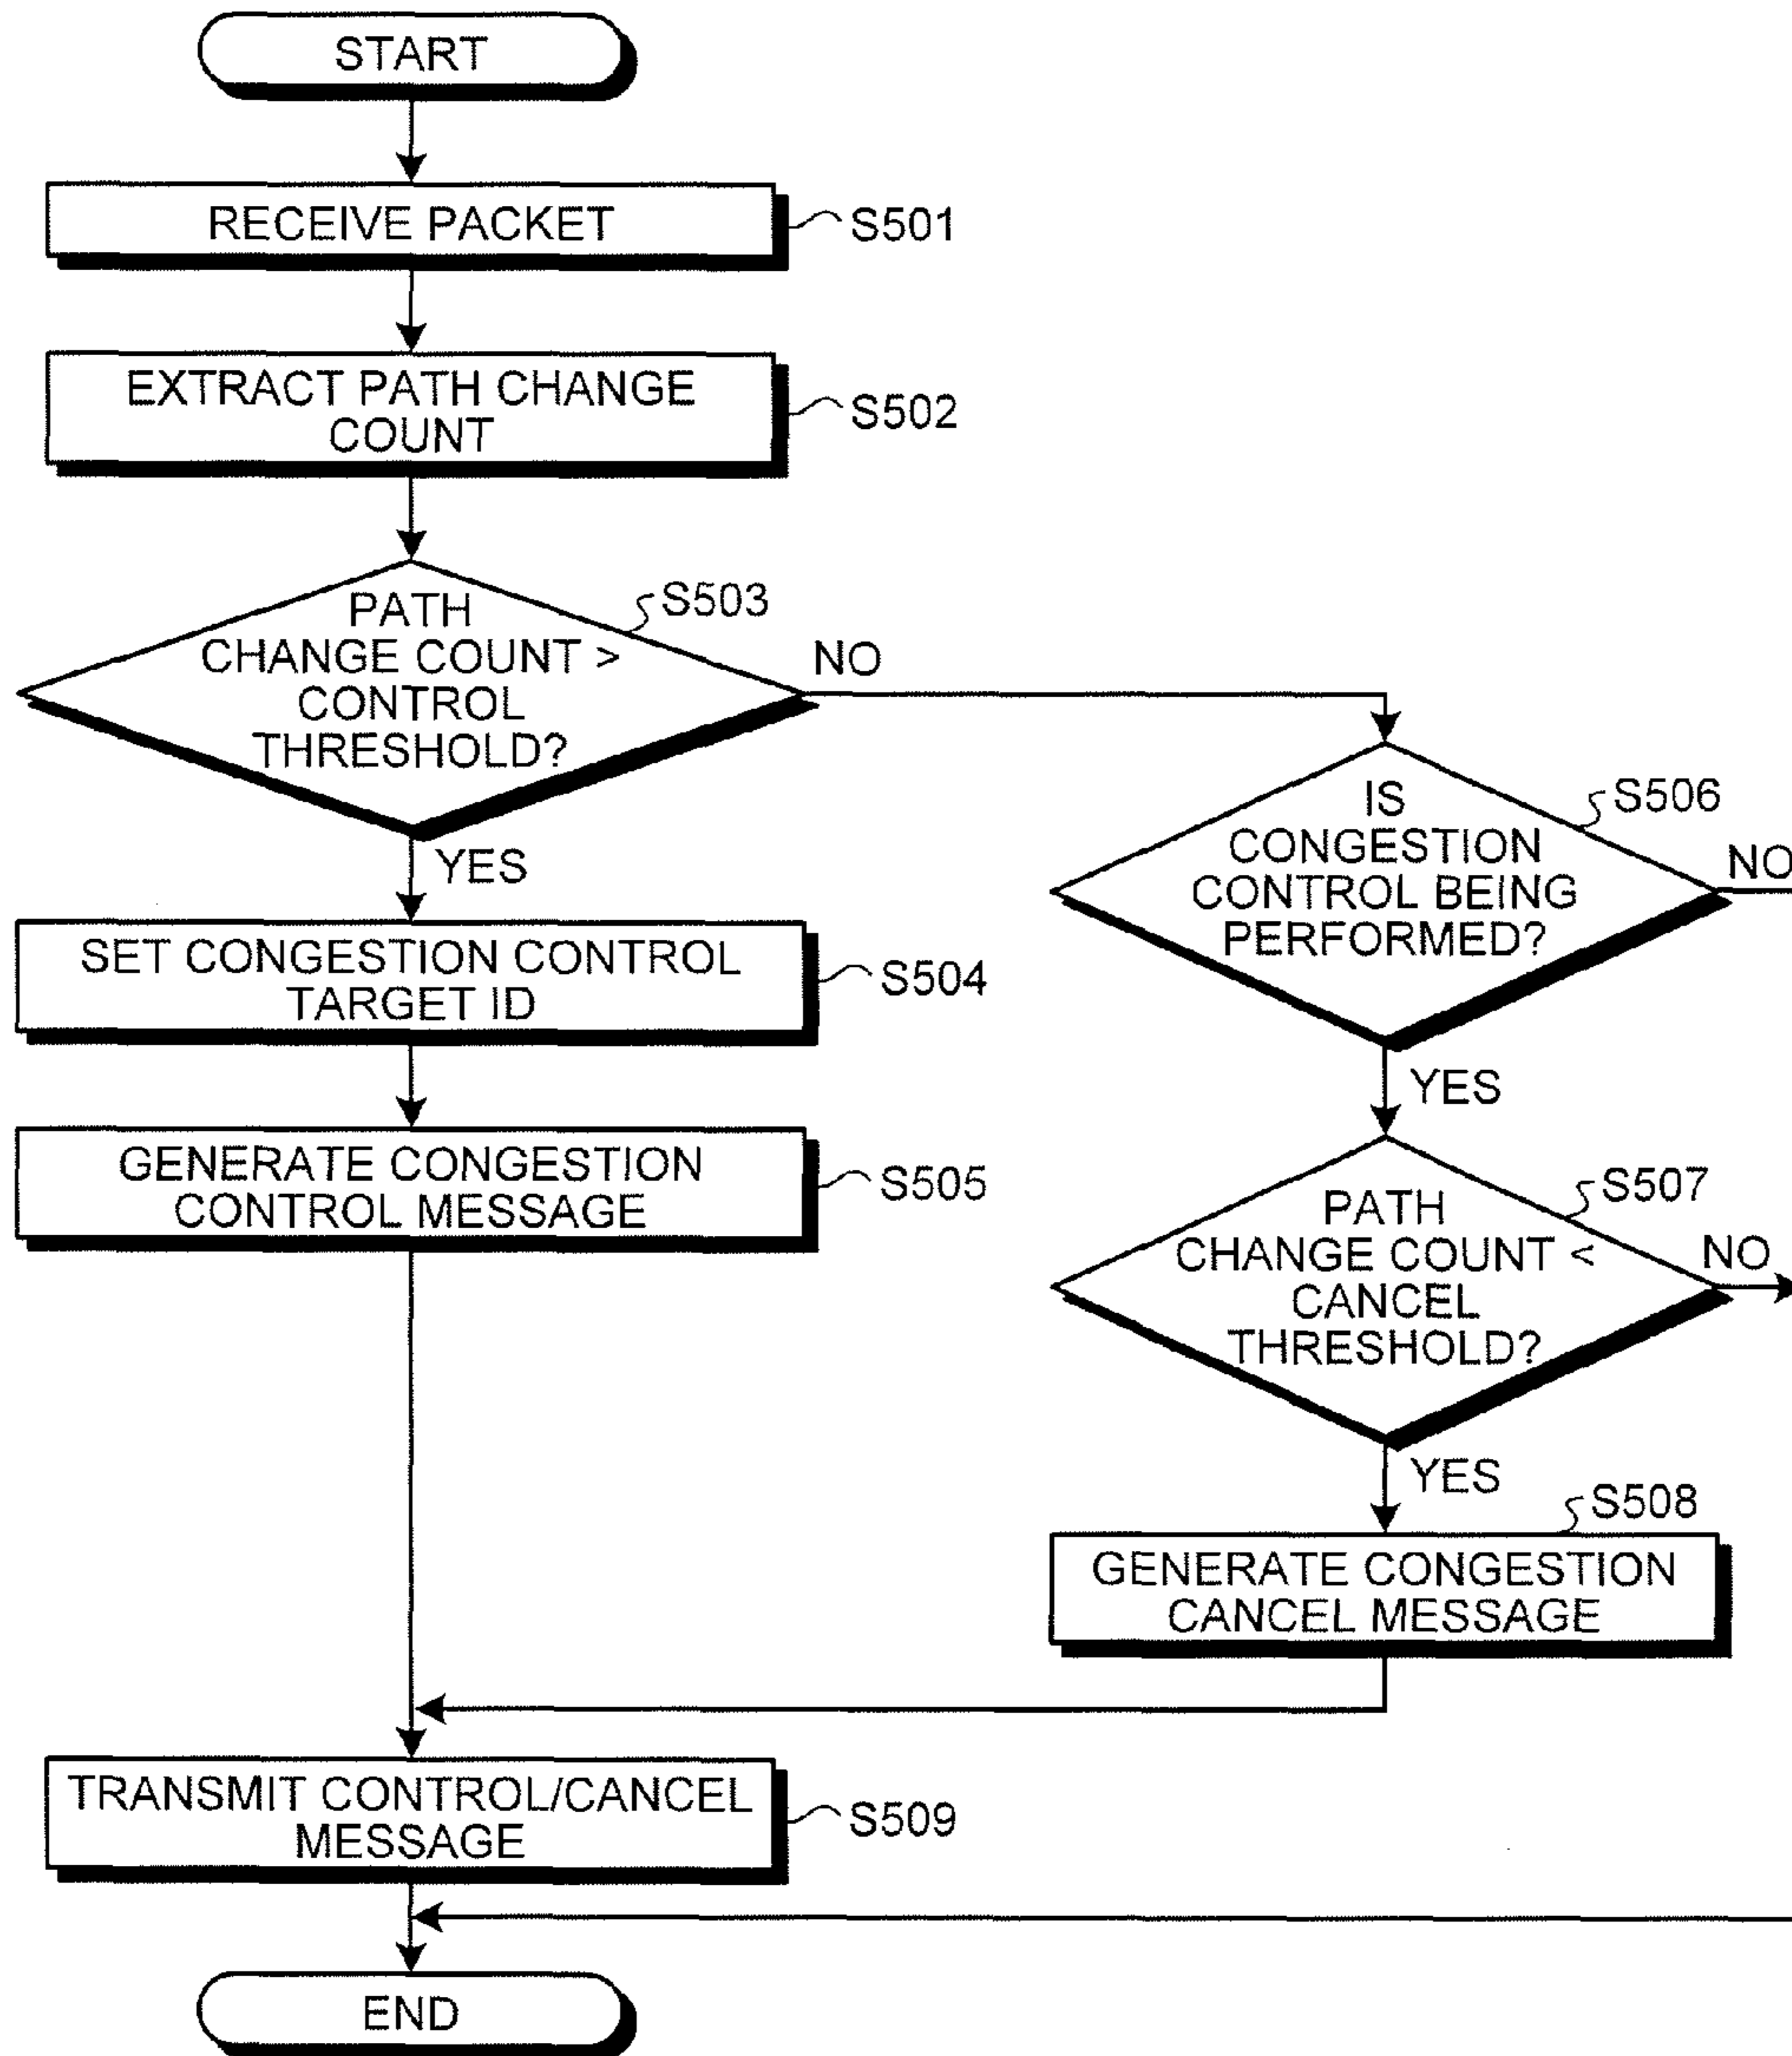 START
RECEIVE PACKET
S501
EXTRACT PATH CHANGE
COUNT
S502
PATH
CHANGE COUNT >
CONTROL
THRESHOLD?
S503
NO
YES
SET CONGESTION CONTROL
TARGET ID
S504
GENERATE CONGESTION
CONTROL MESSAGE
S505
IS
CONGESTION
CONTROL BEING
PERFORMED?
S506
NO
YES
PATH
CHANGE COUNT <
CANCEL
THRESHOLD?
S507
NO
YES
S508
GENERATE CONGESTION
CANCEL MESSAGE
TRANSMIT CONTROL/CANCEL
MESSAGE
S509
END